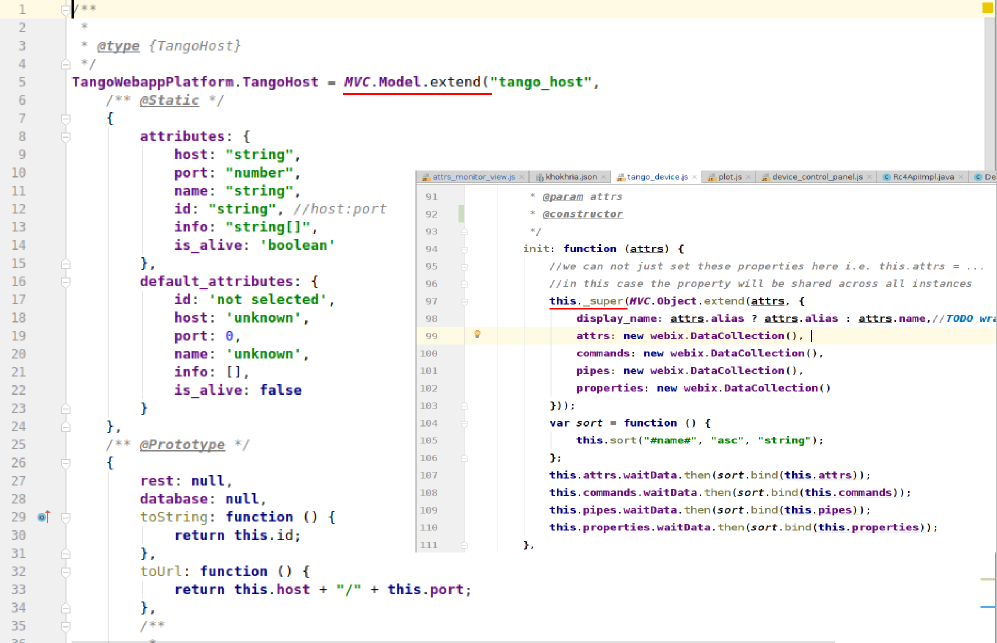 1 /**
2 *
3 * @type {TangoHost}
4 */
5 TangoWebappPlatform.TangoHost = MVC.Model.extend("tango_host",
6 /** @Static */
7 {
8 attributes: {
9 host: "string",
10 port: "number",
11 name: "string",
12 id: "string", //host:port
13 info: "string[]",
14 is_alive: 'boolean'
15 },
16 default_attributes: {
17 id: 'not selected',
18 host: 'unknown',
19 port: 0,
20 name: 'unknown',
21 info: [],
22 is_alive: false
23 }
24 },
25 /** @Prototype */
26 {
27 rest: null,
28 database: null,
29 toString: function () {
30 return this.id;
31 },
32 toUrl: function () {
33 return this.host + "/" + this.port;
34 },
35 /**
36 *
attrs_monitor_view.js khokhria.json tango_device.js plot.js device_control_panel.js Rc4ApiImpl.java De
91 * @param attrs
92 * @constructor
93 */
94 init: function (attrs) {
95 //we can not just set these properties here i.e. this.attrs = ...
96 //in this case the property will be shared across all instances
97 this._super(MVC.Object.extend(attrs, {
98 display_name: attrs.alias ? attrs.alias : attrs.name,//TODO wra
99 attrs: new webix.DataCollection(),
100 commands: new webix.DataCollection(),
101 pipes: new webix.DataCollection(),
102 properties: new webix.DataCollection()
103 }));
104 var sort = function () {
105 this.sort("#name#", "asc", "string");
106 };
107 this.attrs.waitData.then(sort.bind(this.attrs));
108 this.commands.waitData.then(sort.bind(this.commands));
109 this.pipes.waitData.then(sort.bind(this.pipes));
110 this.properties.waitData.then(sort.bind(this.properties));
111 },